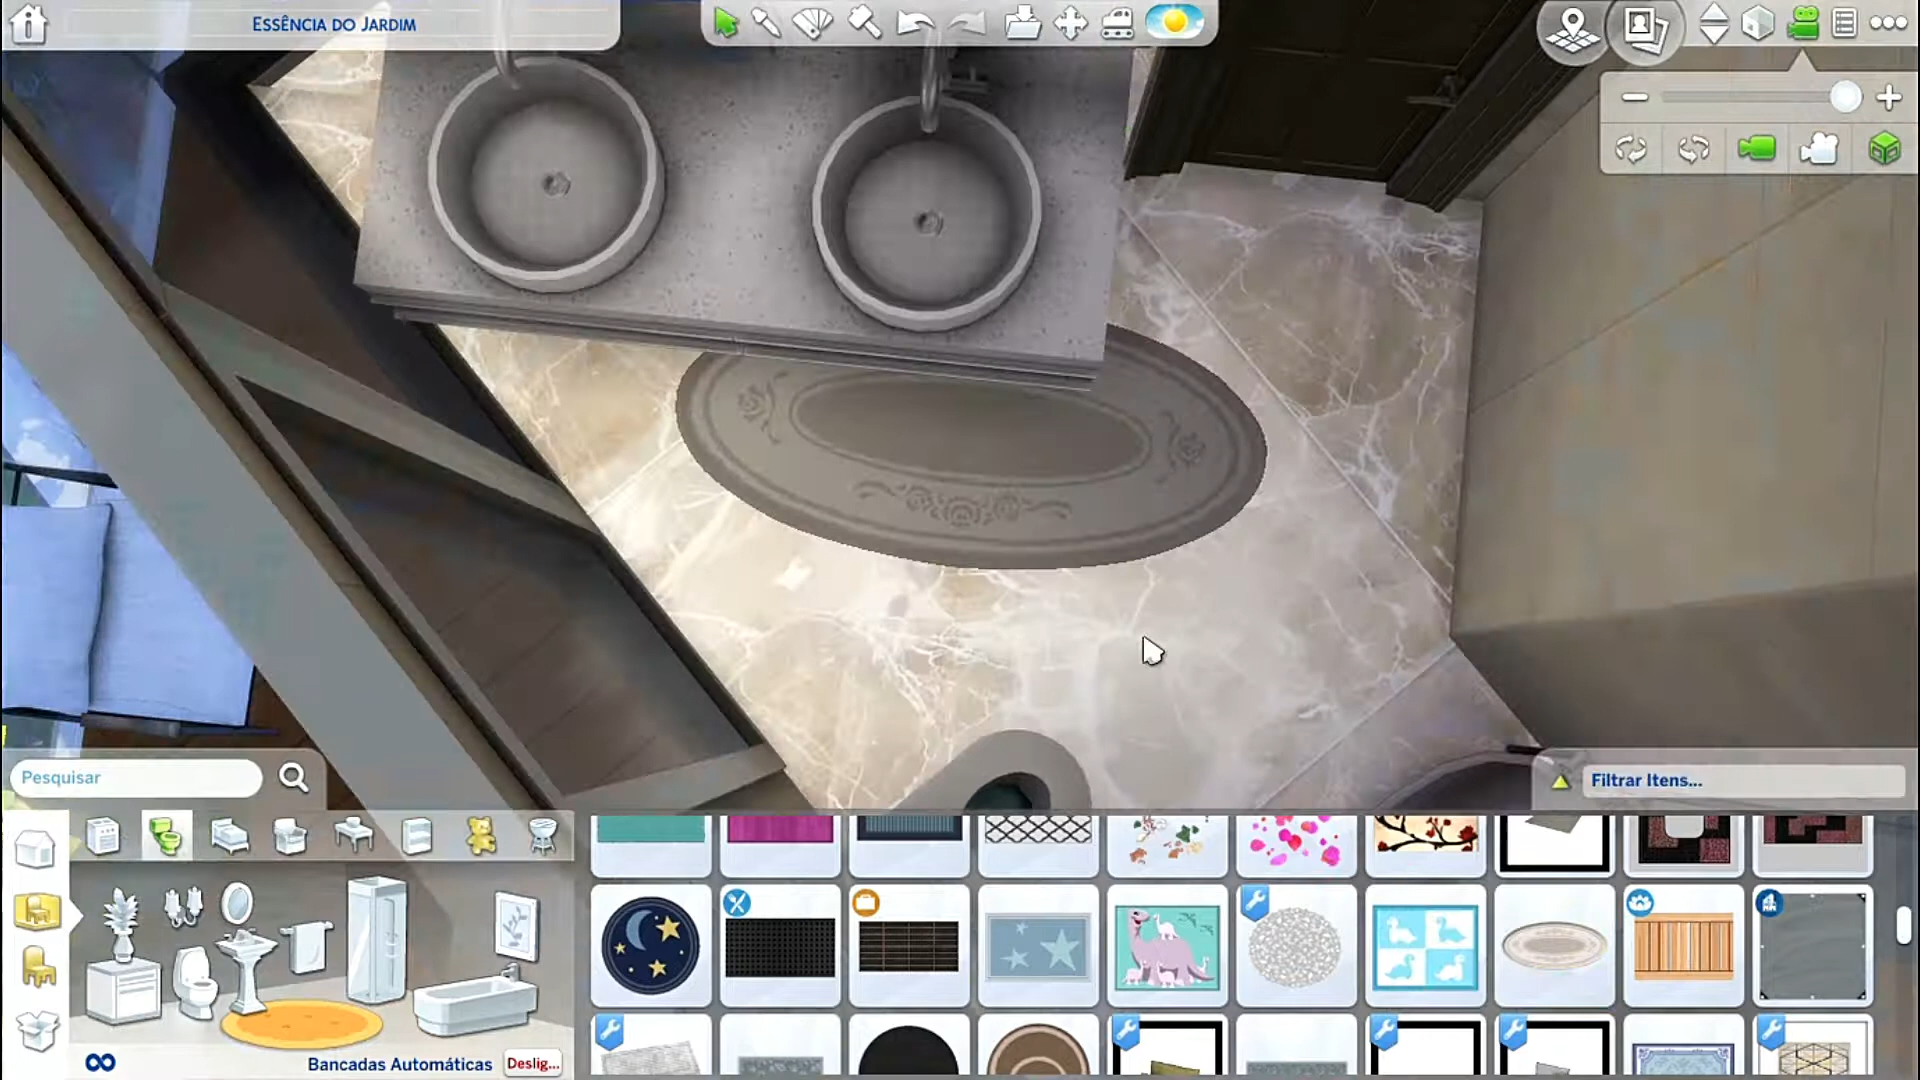 Essência do Jardim
Pesquisar
Filtrar Itens...
Bancadas Automáticas
Deslig...